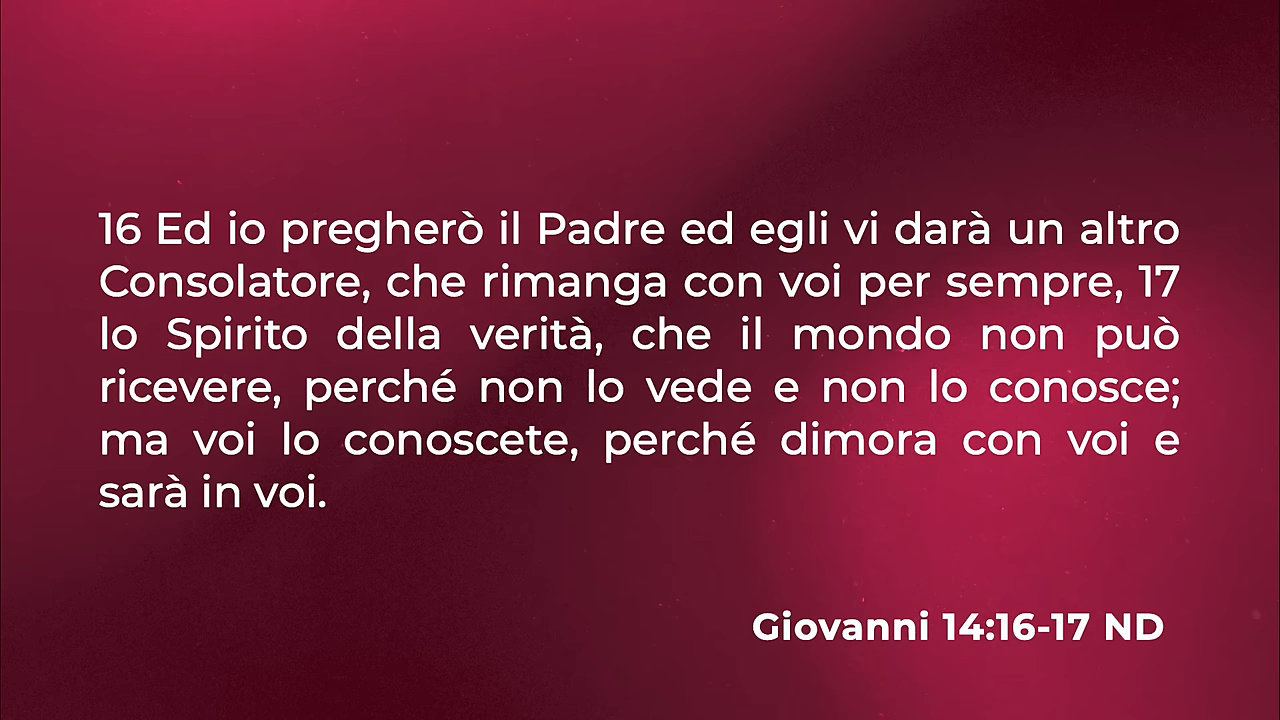 16 Ed io pregherò il Padre ed egli vi darà un altro
Consolatore, che rimanga con voi per sempre, 17
lo Spirito della verità, che il mondo non può
ricevere, perché non lo vede e non lo conosce;
ma voi lo conoscete, perché dimora con voi e
sarà in voi.
Giovanni 14:16-17 ND